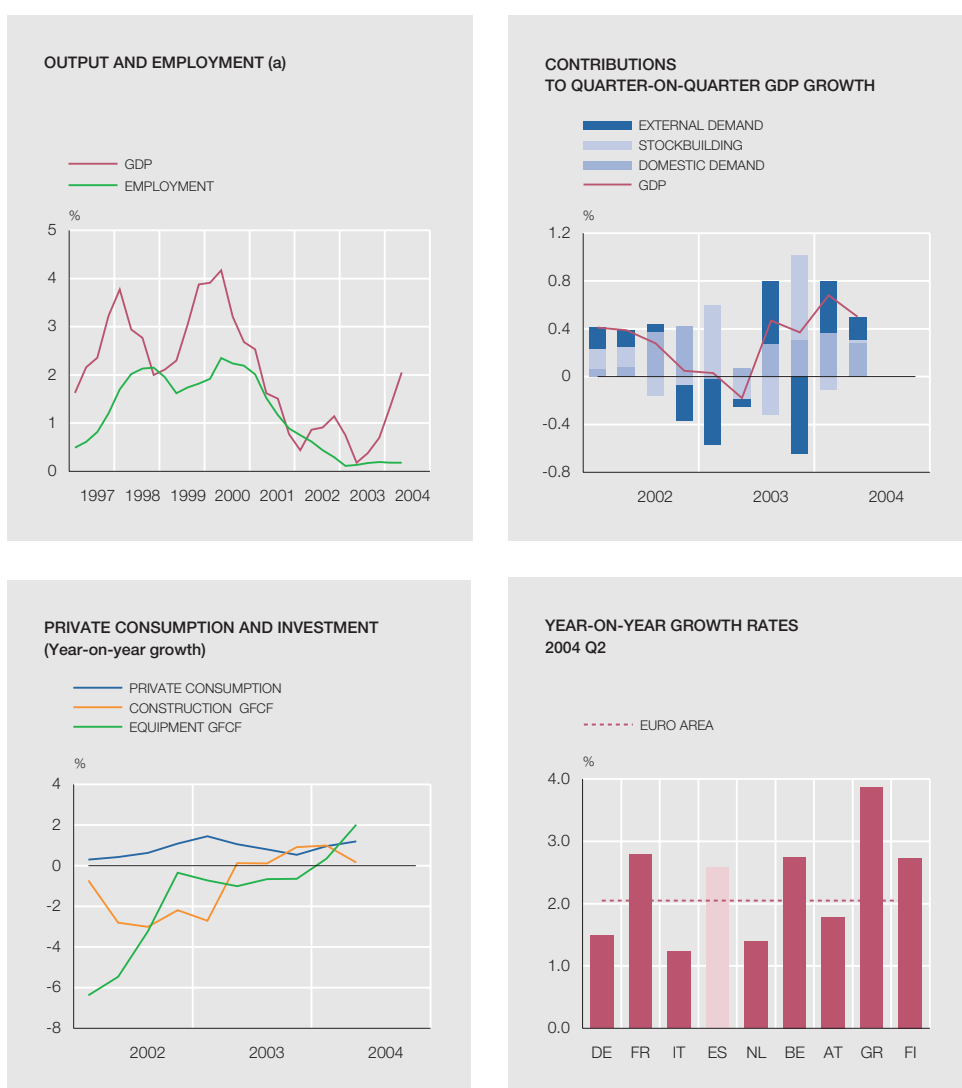 OUTPUT AND EMPLOYMENT (a)
GDP
EMPLOYMENT
%
5
4
3
2
1
0
1997 1998 1999 2000 2001 2002 2003 2004
CONTRIBUTIONS
TO QUARTER-ON-QUARTER GDP GROWTH
EXTERNAL DEMAND
STOCKBUILDING
DOMESTIC DEMAND
GDP
%
1.2
0.8
0.4
0
-0.4
-0.8
2002 2003 2004
PRIVATE CONSUMPTION AND INVESTMENT
(Year-on-year growth)
PRIVATE CONSUMPTION
CONSTRUCTION GFCF
EQUIPMENT GFCF
%
4
2
0
-2
-4
-6
-8
2002 2003 2004
YEAR-ON-YEAR GROWTH RATES
2004 Q2
EURO AREA
%
4.0
3.0
2.0
1.0
0.0
DE FR IT ES NL BE AT GR FI